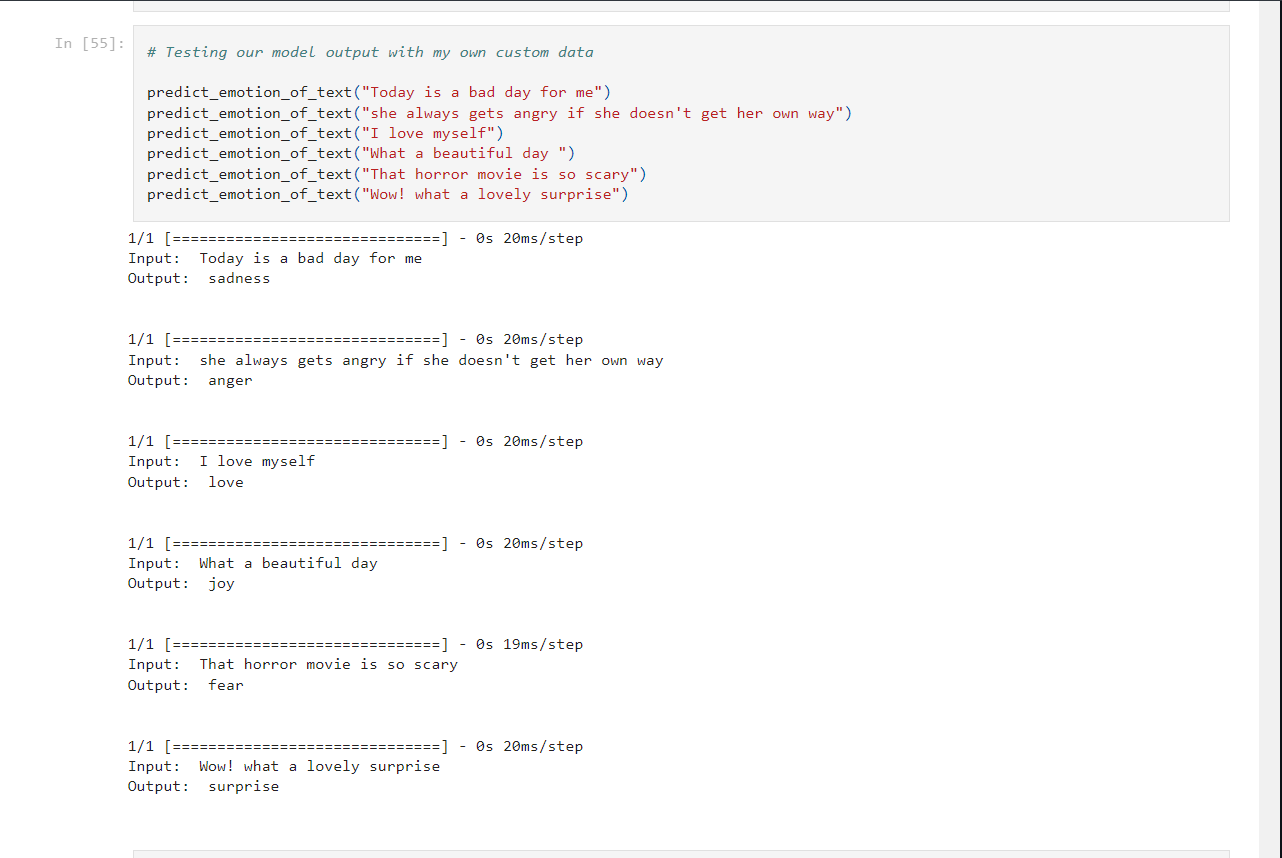 In [55]:
# Testing our model output with my own custom data
predict_emotion_of_text("Today is a bad day for me")
predict_emotion_of_text("she always gets angry if she doesn't get her own way")
predict_emotion_of_text("I love myself")
predict_emotion_of_text("What a beautiful day ")
predict_emotion_of_text("That horror movie is so scary")
predict_emotion_of_text("Wow! what a lovely surprise")
1/1 [==============================] - 0s 20ms/step
Input:  Today is a bad day for me
Output:  sadness
1/1 [==============================] - 0s 20ms/step
Input:  she always gets angry if she doesn't get her own way
Output:  anger
1/1 [==============================] - 0s 20ms/step
Input:  I love myself
Output:  love
1/1 [==============================] - 0s 20ms/step
Input:  What a beautiful day
Output:  joy
1/1 [==============================] - 0s 19ms/step
Input:  That horror movie is so scary
Output:  fear
1/1 [==============================] - 0s 20ms/step
Input:  Wow! what a lovely surprise
Output:  surprise